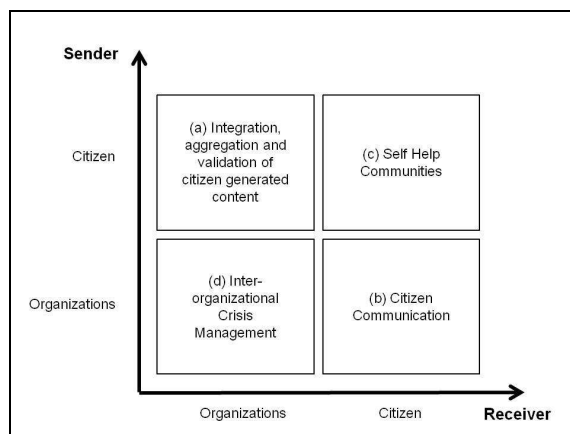 Sender
Citizen
(a) Integration,
aggregation and
validation of
citizen generated
content
(c) Self Help
Communities
Organizations
(d) Inter-
organizational
Crisis
Management
(b) Citizen
Communication
Organizations
Citizen
Receiver